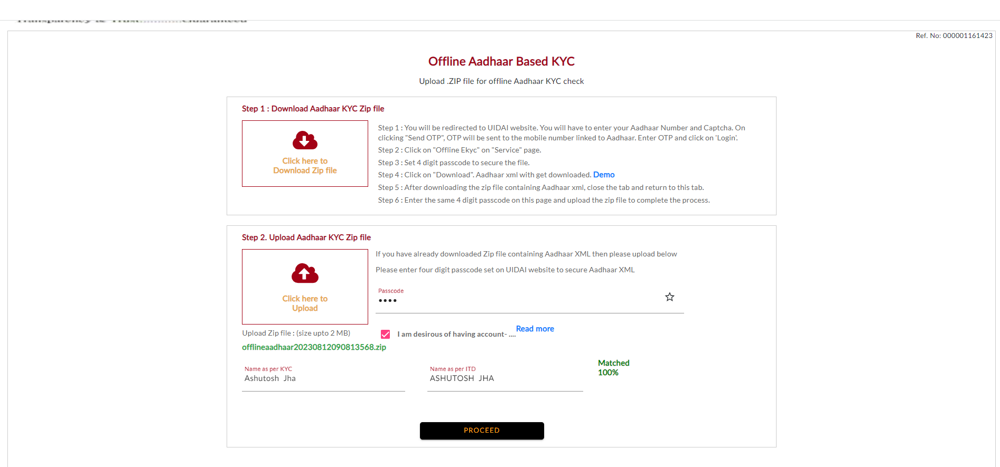 Transparency & Trust.............Guaranteed
Ref. No: 000001161423
Offline Aadhaar Based KYC
Upload .ZIP file for offline Aadhaar KYC check
Step 1 : Download Aadhaar KYC Zip file
Click here to
Download Zip file
Step 1 : You will be redirected to UIDAI website. You will have to enter your Aadhaar Number and Captcha. On
clicking "Send OTP", OTP will be sent to the mobile number linked to Aadhaar. Enter OTP and click on 'Login'.
Step 2 : Click on "Offline Ekyc" on "Service" page.
Step 3 : Set 4 digit passcode to secure the file.
Step 4 : Click on "Download". Aadhaar xml with get downloaded. Demo
Step 5 : After downloading the zip file containing Aadhaar xml, close the tab and return to this tab.
Step 6 : Enter the same 4 digit passcode on this page and upload the zip file to complete the process.
Step 2. Upload Aadhaar KYC Zip file
Click here to
Upload
If you have already downloaded Zip file containing Aadhaar XML then please upload below
Please enter four digit passcode set on UIDAI website to secure Aadhaar XML
Passcode
••••
Upload Zip file : (size upto 2 MB)
offlineaadhaar20230812090813568.zip
I am desirous of having account- .... Read more
Name as per KYC
Ashutosh Jha
Name as per ITD
ASHUTOSH JHA
Matched
100%
PROCEED